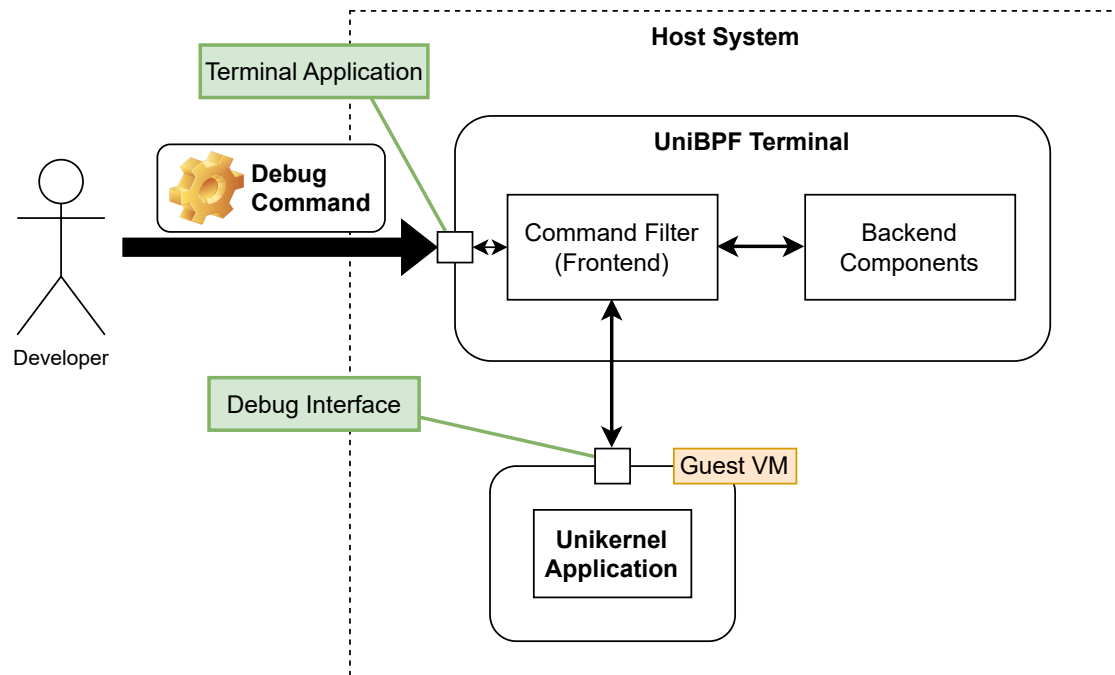 Host System
Terminal Application
UniBPF Terminal
Debug
Command
Command Filter
(Frontend)
Backend
Components
Developer
Debug Interface
Guest VM
Unikernel
Application